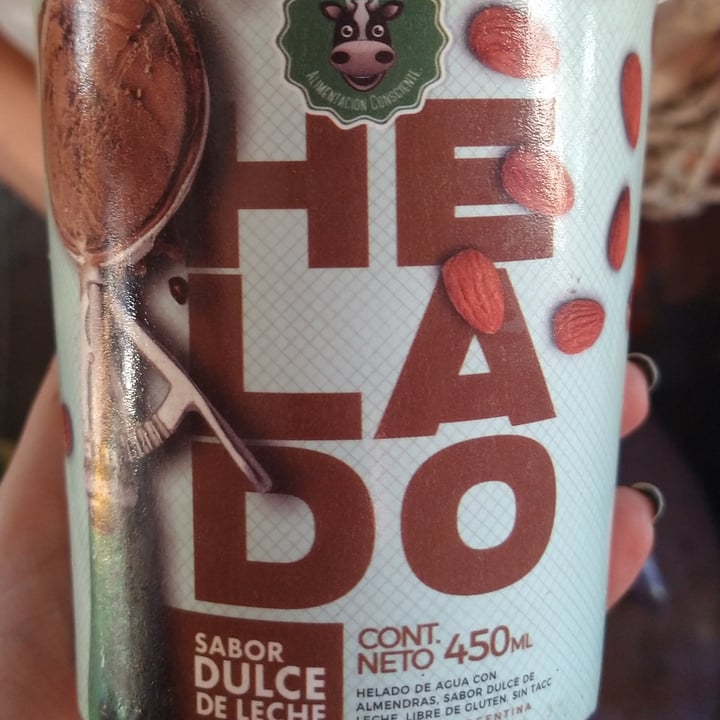 ALIMENTACIÓN CONSCIENTE
HE
LA
DO
SABOR
DULCE
DE LECHE
CONT.
NETO 450ML
HELADO DE AGUA CON
ALMENDRAS, SABOR DULCE DE
LECHE, LIBRE DE GLUTEN, SIN TACC